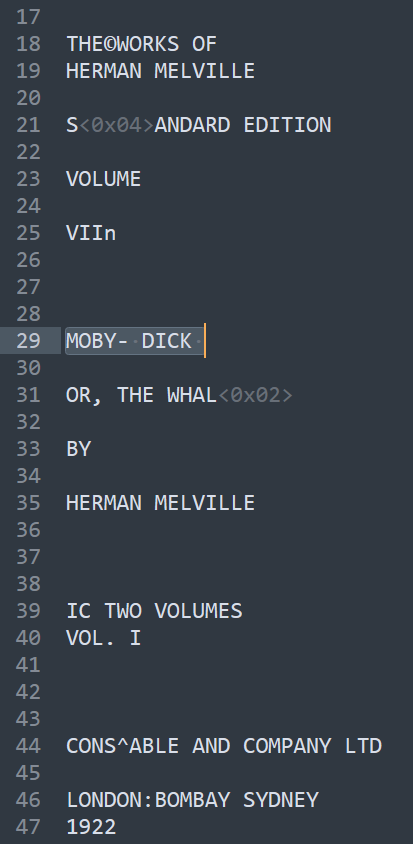 17
18 THE©WORKS OF
19 HERMAN MELVILLE
20
21 S<0x04>ANDARD EDITION
22
23 VOLUME
24
25 VIIn
26
27
28
29 MOBY- DICK
30
31 OR, THE WHAL<0x02>
32
33 BY
34
35 HERMAN MELVILLE
36
37
38
39 IC TWO VOLUMES
40 VOL. I
41
42
43
44 CONS^ABLE AND COMPANY LTD
45
46 LONDON:BOMBAY SYDNEY
47 1922